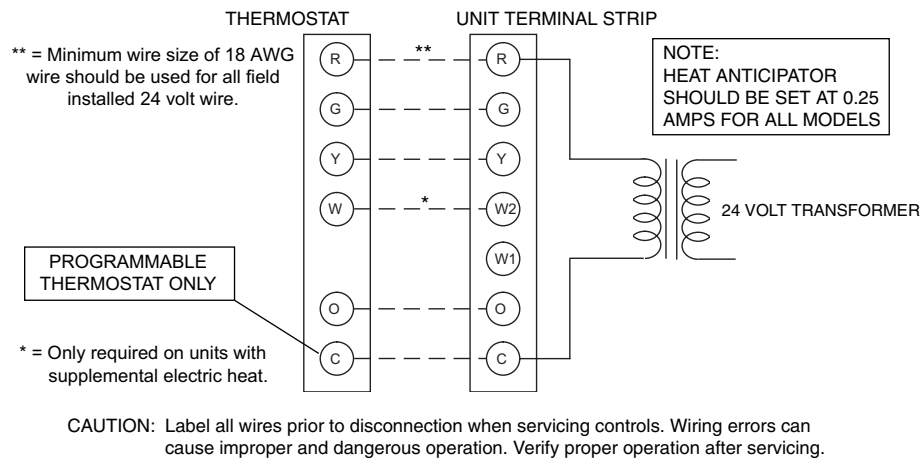 THERMOSTAT
UNIT TERMINAL STRIP
** = Minimum wire size of 18 AWG
wire should be used for all field
installed 24 volt wire.
R
**
R
NOTE:
HEAT ANTICIPATOR
SHOULD BE SET AT 0.25
AMPS FOR ALL MODELS
G
G
Y
Y
W
*
W2
24 VOLT TRANSFORMER
W1
PROGRAMMABLE
THERMOSTAT ONLY
O
O
C
C
* = Only required on units with
supplemental electric heat.
CAUTION: Label all wires prior to disconnection when servicing controls. Wiring errors can
cause improper and dangerous operation. Verify proper operation after servicing.